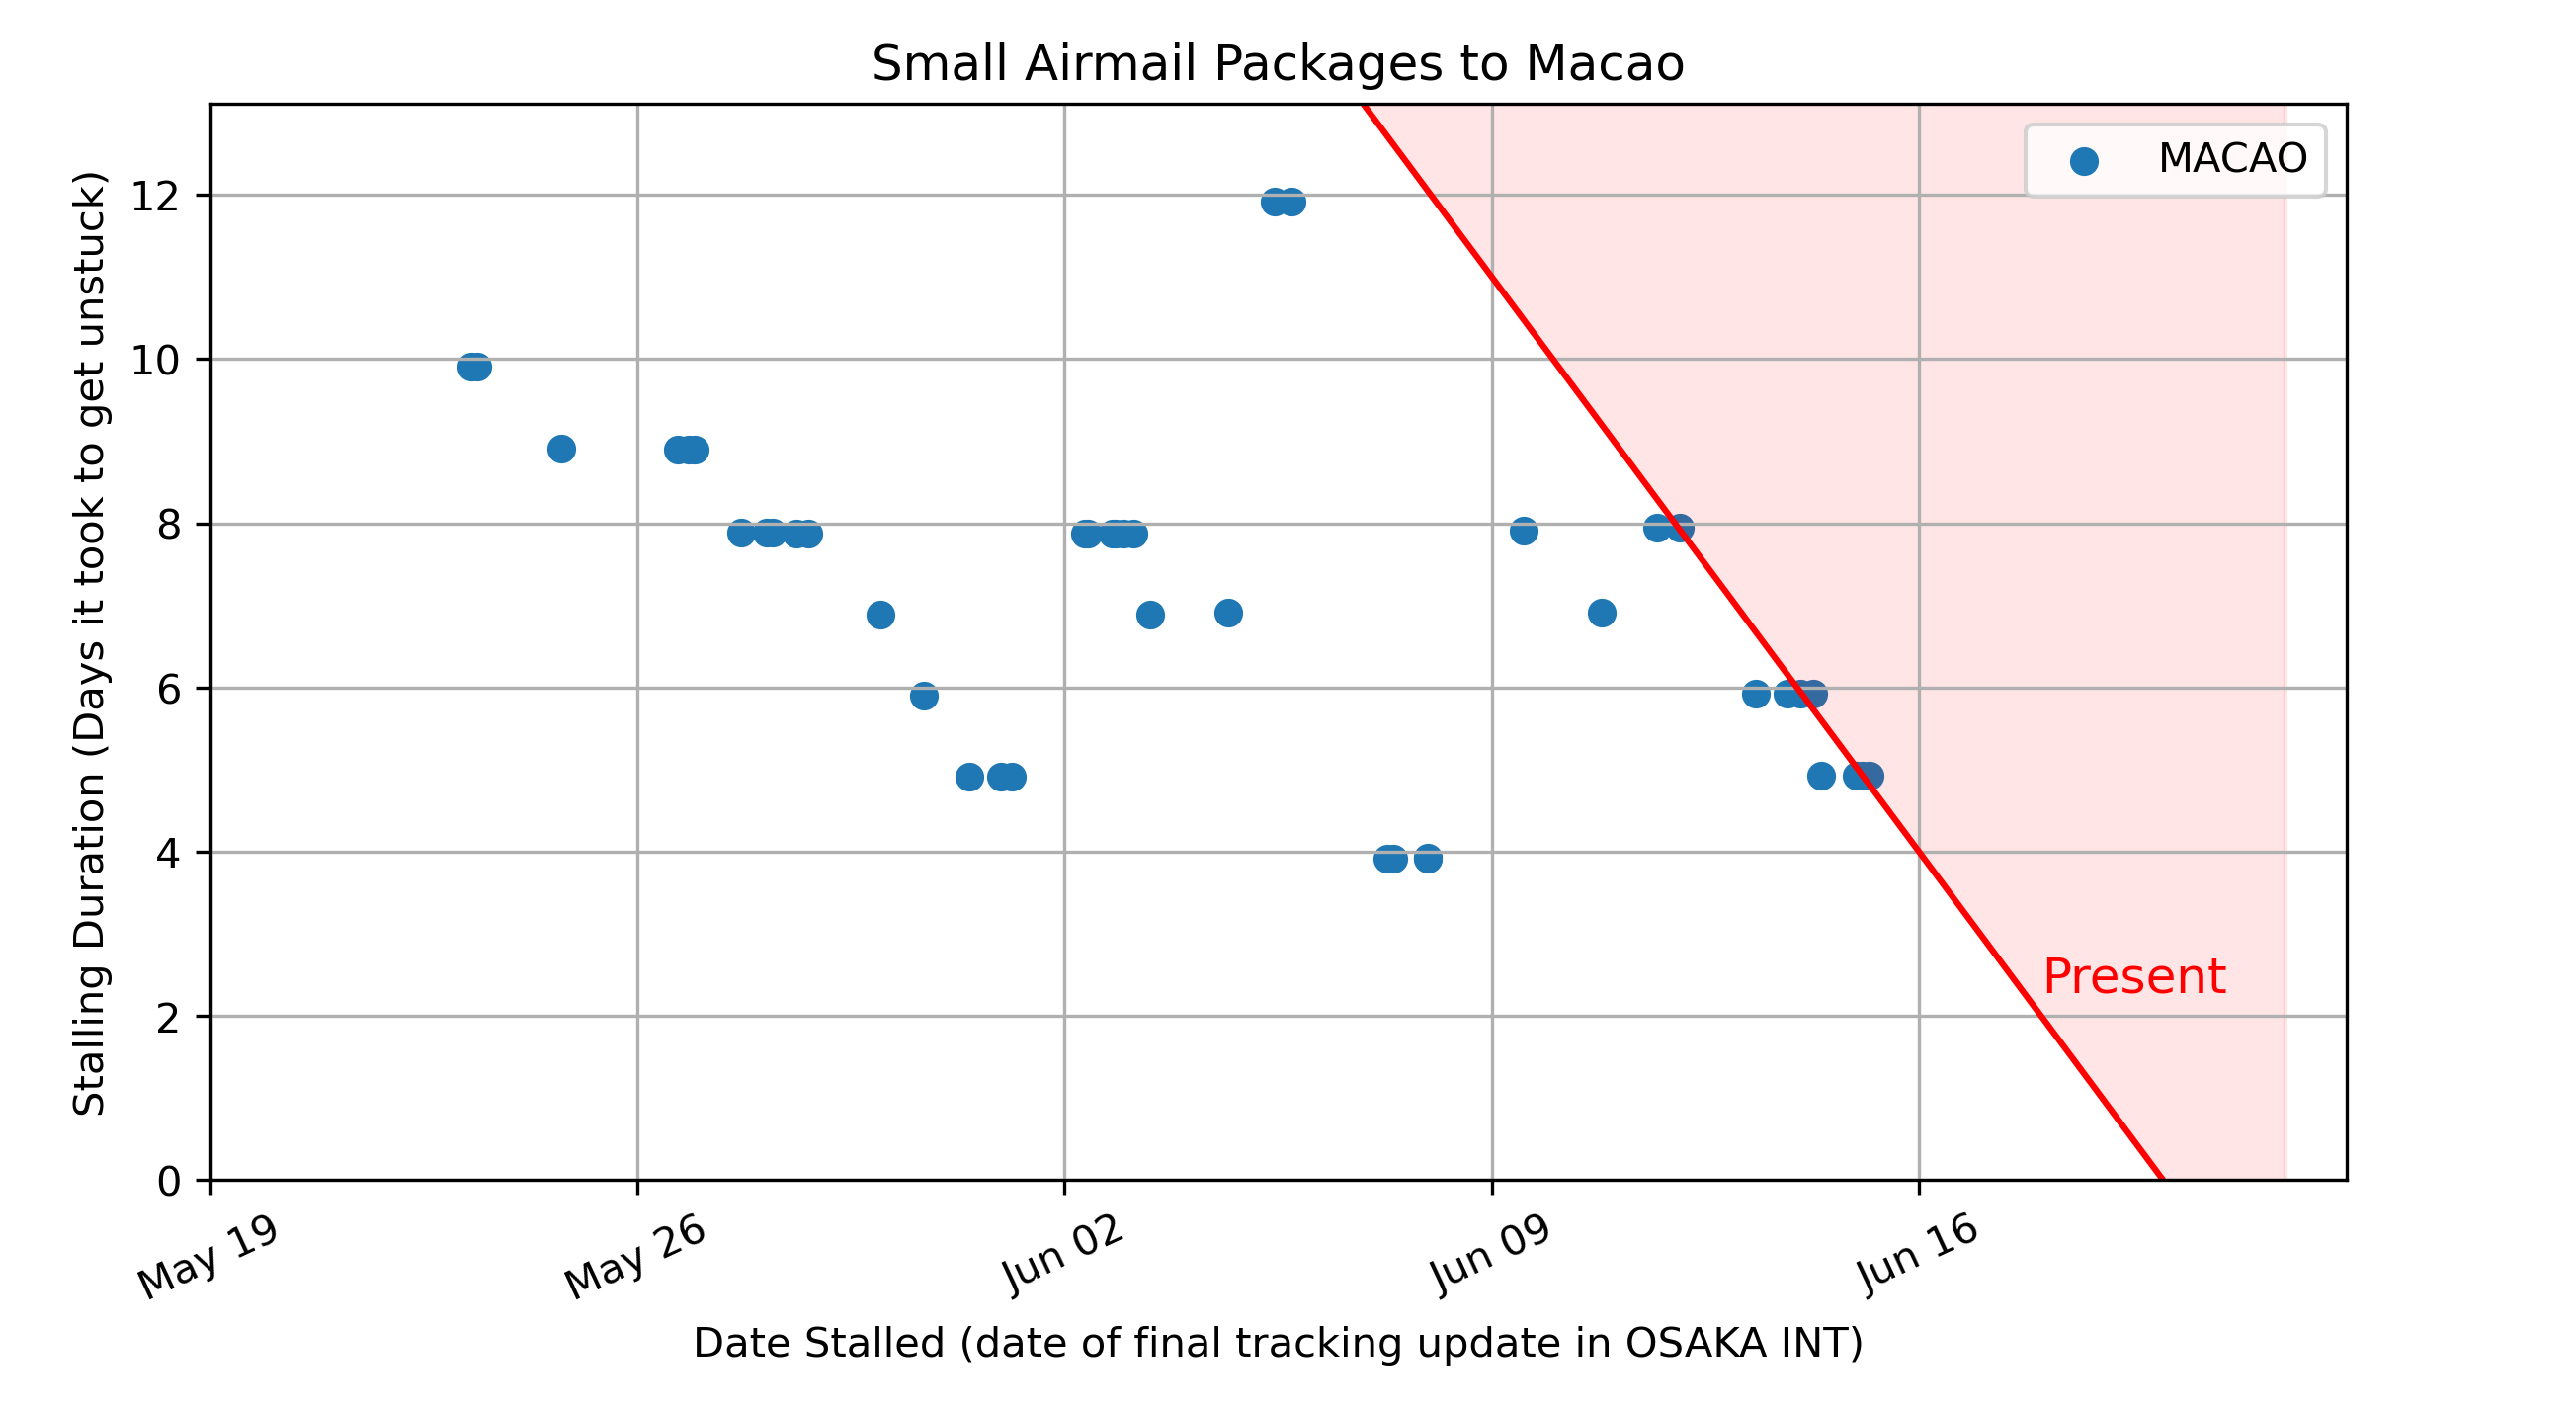 Small Airmail Packages to Macao
MACAO
Stalling Duration (Days it took to get unstuck)
12
10
8
6
4
2
0
Present
May 19
May 26
Jun 02
Jun 09
Jun 16
Date Stalled (date of final tracking update in OSAKA INT)